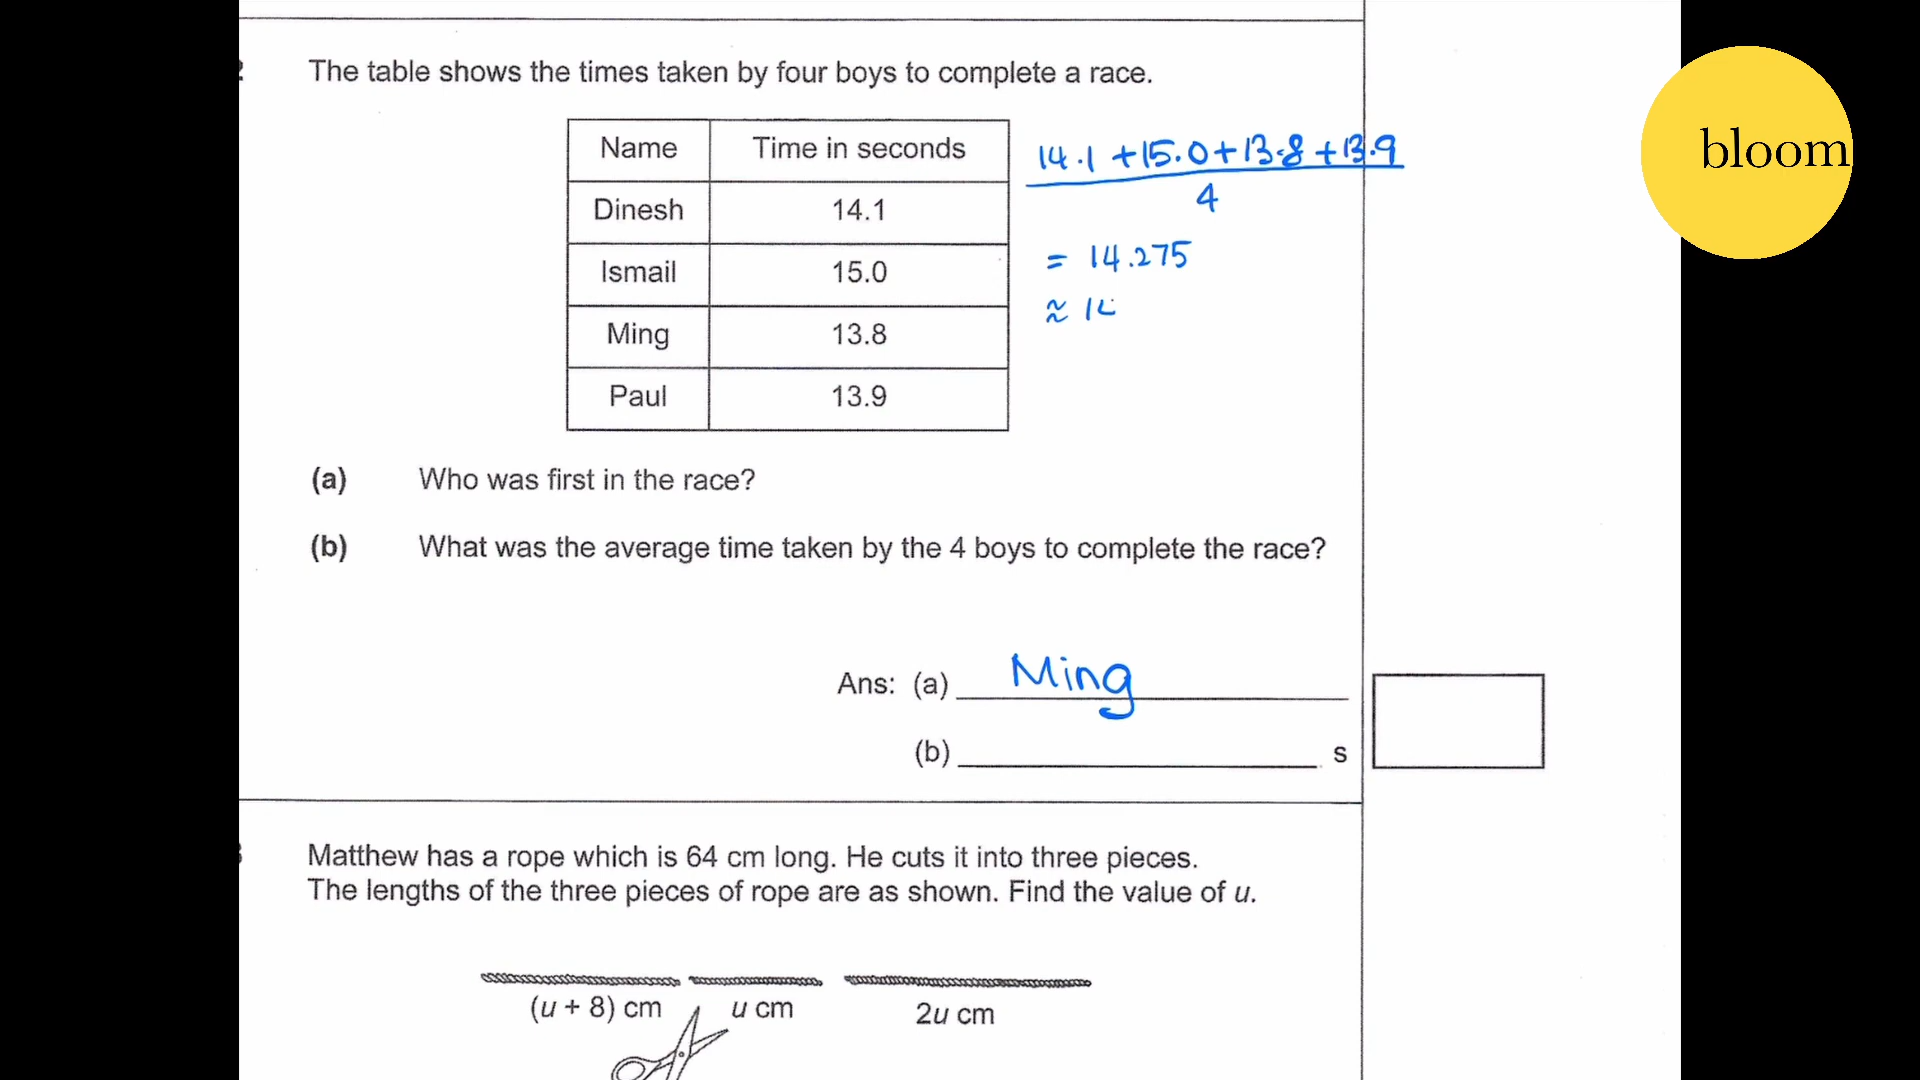 bloom
The table shows the times taken by four boys to complete a race.
Name Time in seconds
Dinesh 14.1
Ismail 15.0
Ming 13.8
Paul 13.9
14.1 + 15.0 + 13.8 + 13.9
4
= 14.275
≈
(a) Who was first in the race?
(b) What was the average time taken by the 4 boys to complete the race?
Ans: (a) Ming
(b) s
Matthew has a rope which is 64 cm long. He cuts it into three pieces.
The lengths of the three pieces of rope are as shown. Find the value of u.
(u + 8) cm u cm 2u cm